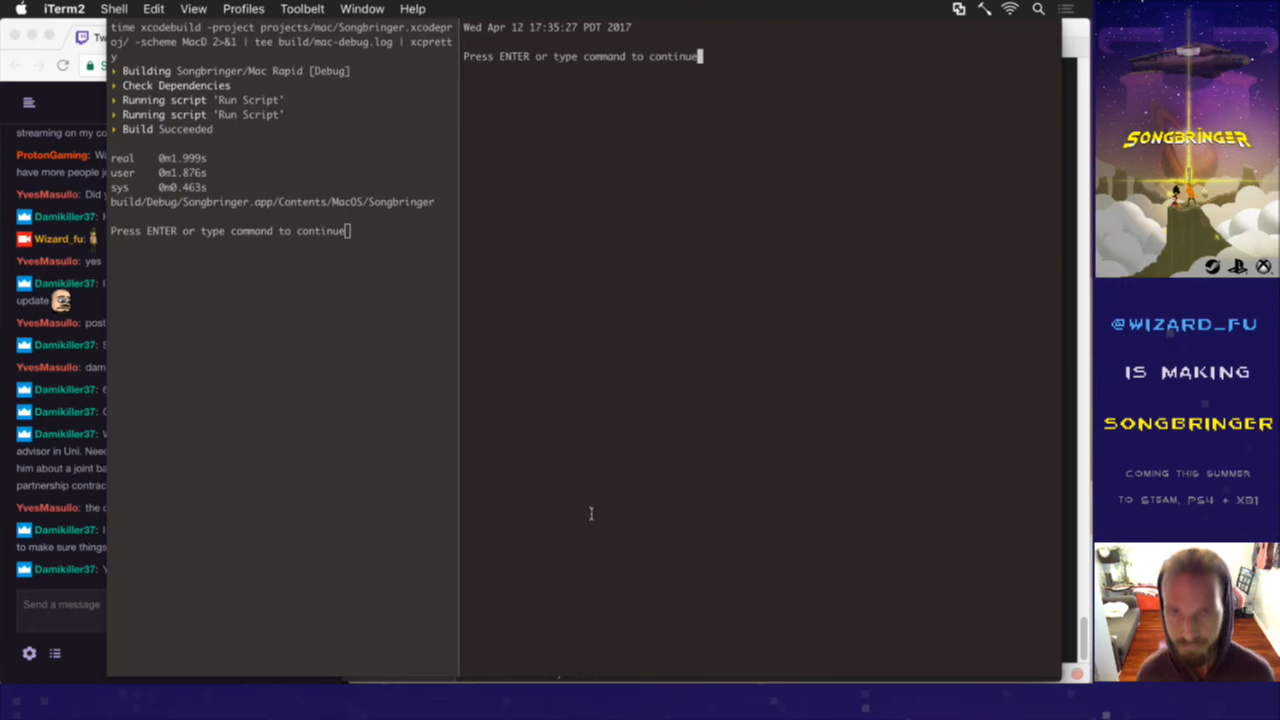 iTerm2 Shell Edit View Profiles Toolbelt Window Help
Tw
S
streaming on my co
ProtonGaming: Wa
have more people j
YvesMasullo: Did y
Damikiller37:
Wizard_fu:
YvesMasullo: yes
Damikiller37: I
update
YvesMasullo: post
Damikiller37: S
YvesMasullo: dam
Damikiller37: 6
Damikiller37:
Damikiller37: W
advisor in Uni. Nee
him about a joint ba
partnership contrac
YvesMasullo: the c
Damikiller37: I
to make sure things
Damikiller37: Y
Send a message
time xcodebuild -project projects/mac/Songbringer.xcodepr
oj/ -scheme MacD 2>&1 | tee build/mac-debug.log | xcprett
y
Building Songbringer/Mac Rapid [Debug]
Check Dependencies
Running script 'Run Script'
Running script 'Run Script'
Build Succeeded
real 0m1.999s
user 0m1.876s
sys 0m0.463s
build/Debug/Songbringer.app/Contents/MacOS/Songbringer
Press ENTER or type command to continue
Wed Apr 12 17:35:27 PDT 2017
Press ENTER or type command to continue
SONGBRINGER
@WIZARD_FU
IS MAKING
SONGBRINGER
COMING THIS SUMMER
TO STEAM, PS4 + XB1